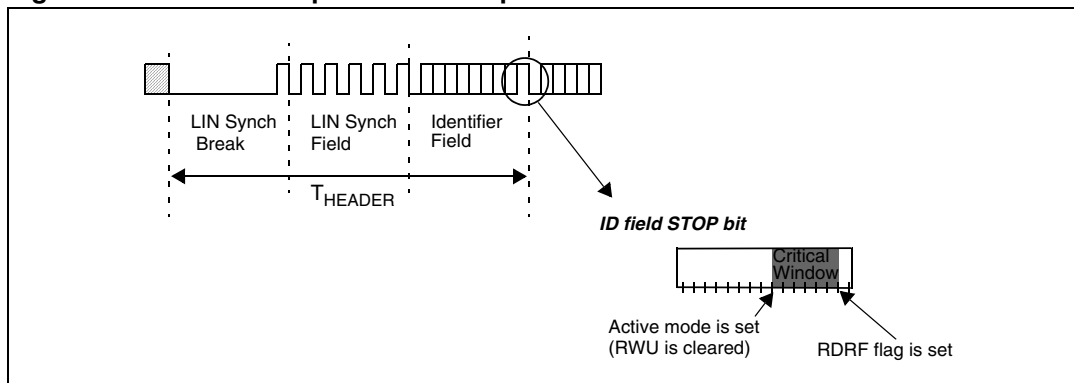 LIN Synch
Break
LIN Synch
Field
Identifier
Field
THEADER
ID field STOP bit
Critical
Window
Active mode is set
(RWU is cleared)
RDRF flag is set